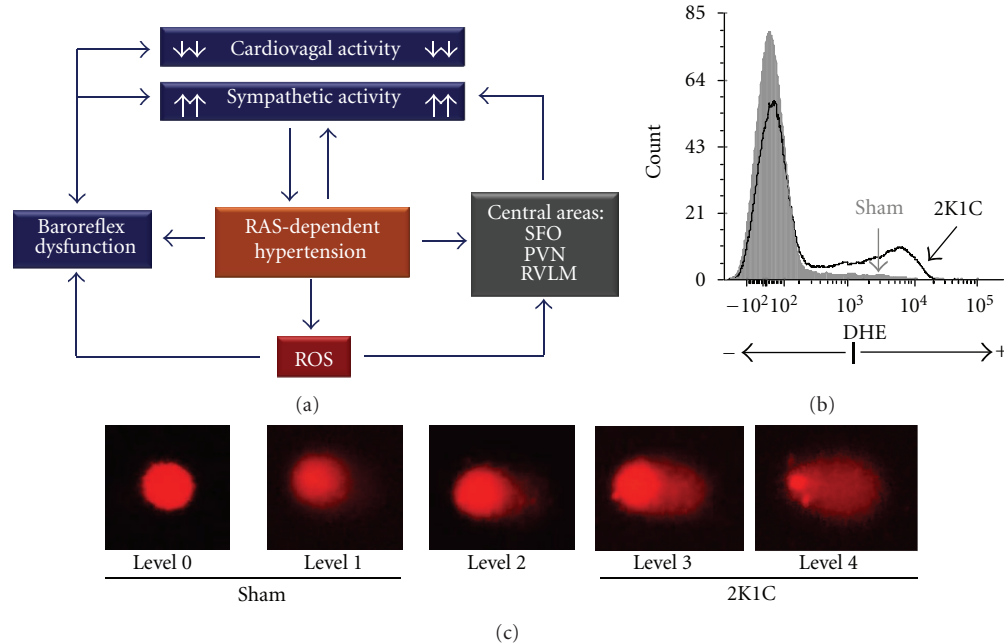 (a)
Cardiovagal activity
Sympathetic activity
Baroreflex
dysfunction
RAS-dependent
hypertension
Central areas:
SFO
PVN
RVLM
ROS
(b)
85
64
43
21
0
Count
Sham
2K1C
−10² 10² 10³ 10⁴ 10⁵
DHE
− +
(a)
(b)
Level 0 Level 1 Level 2 Level 3 Level 4
Sham 2K1C
(c)